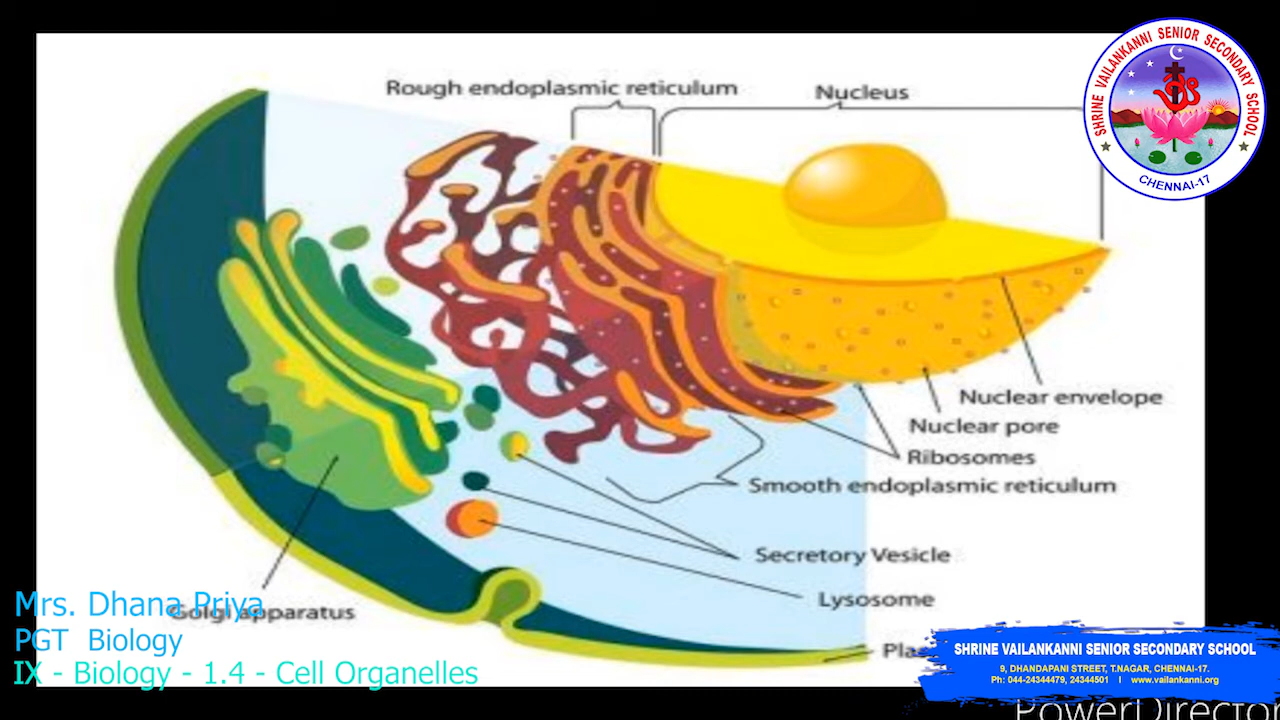 Rough endoplasmic reticulum
Nucleus
SHRINE VAILANKANNI SENIOR SECONDARY SCHOOL
CHENNAI-17
Nuclear envelope
Nuclear pore
Ribosomes
Smooth endoplasmic reticulum
Secretory Vesicle
Lysosome
Golgi apparatus
Mrs. Dhana Priya
PGT Biology
IX - Biology - 1.4 - Cell Organelles
SHRINE VAILANKANNI SENIOR SECONDARY SCHOOL
9, DHANDAPANI STREET, T.NAGAR, CHENNAI-17.
Ph: 044-24344479, 24344501 I www.vailankanni.org
PowerDirector